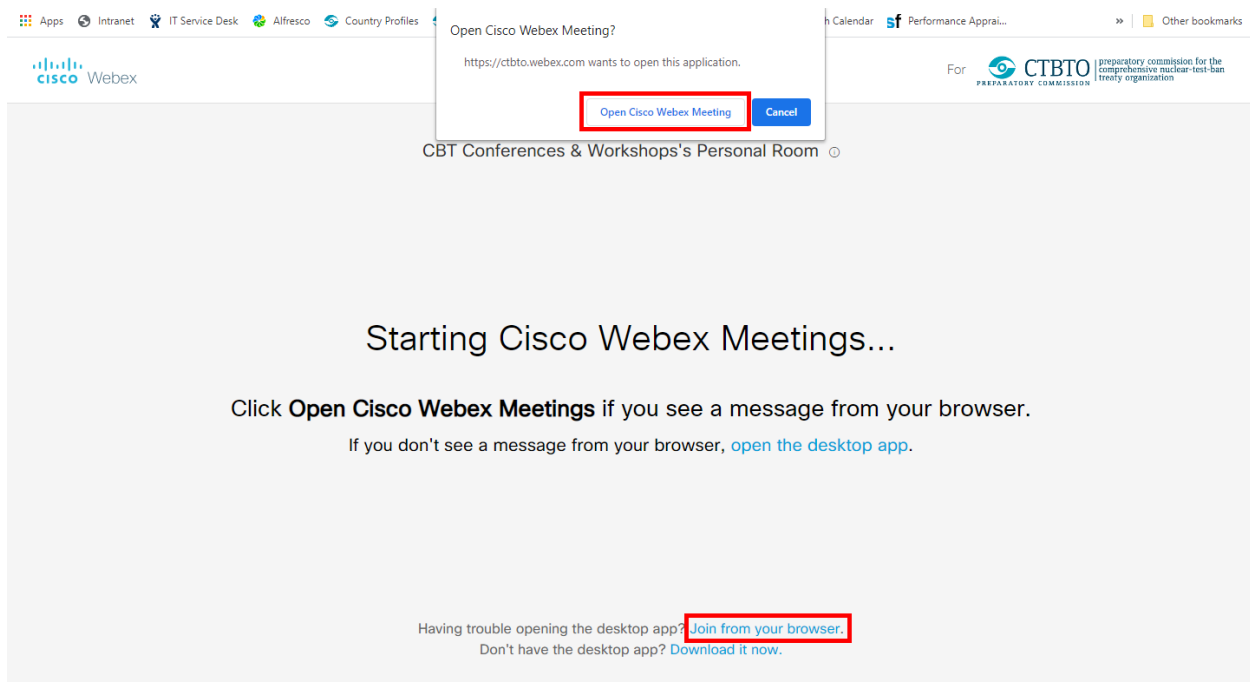 Apps Intranet IT Service Desk Alfresco Country Profiles
h Calendar sf Performance Apprai... » Other bookmarks
Open Cisco Webex Meeting?
https://ctbto.webex.com wants to open this application.
Open Cisco Webex Meeting Cancel
cisco Webex
For CTBTO PREPARATORY COMMISSION
preparatory commission for the
comprehensive nuclear-test-ban
treaty organization
CBT Conferences & Workshops's Personal Room
Starting Cisco Webex Meetings...
Click Open Cisco Webex Meetings if you see a message from your browser.
If you don't see a message from your browser, open the desktop app.
Having trouble opening the desktop app? Join from your browser.
Don't have the desktop app? Download it now.